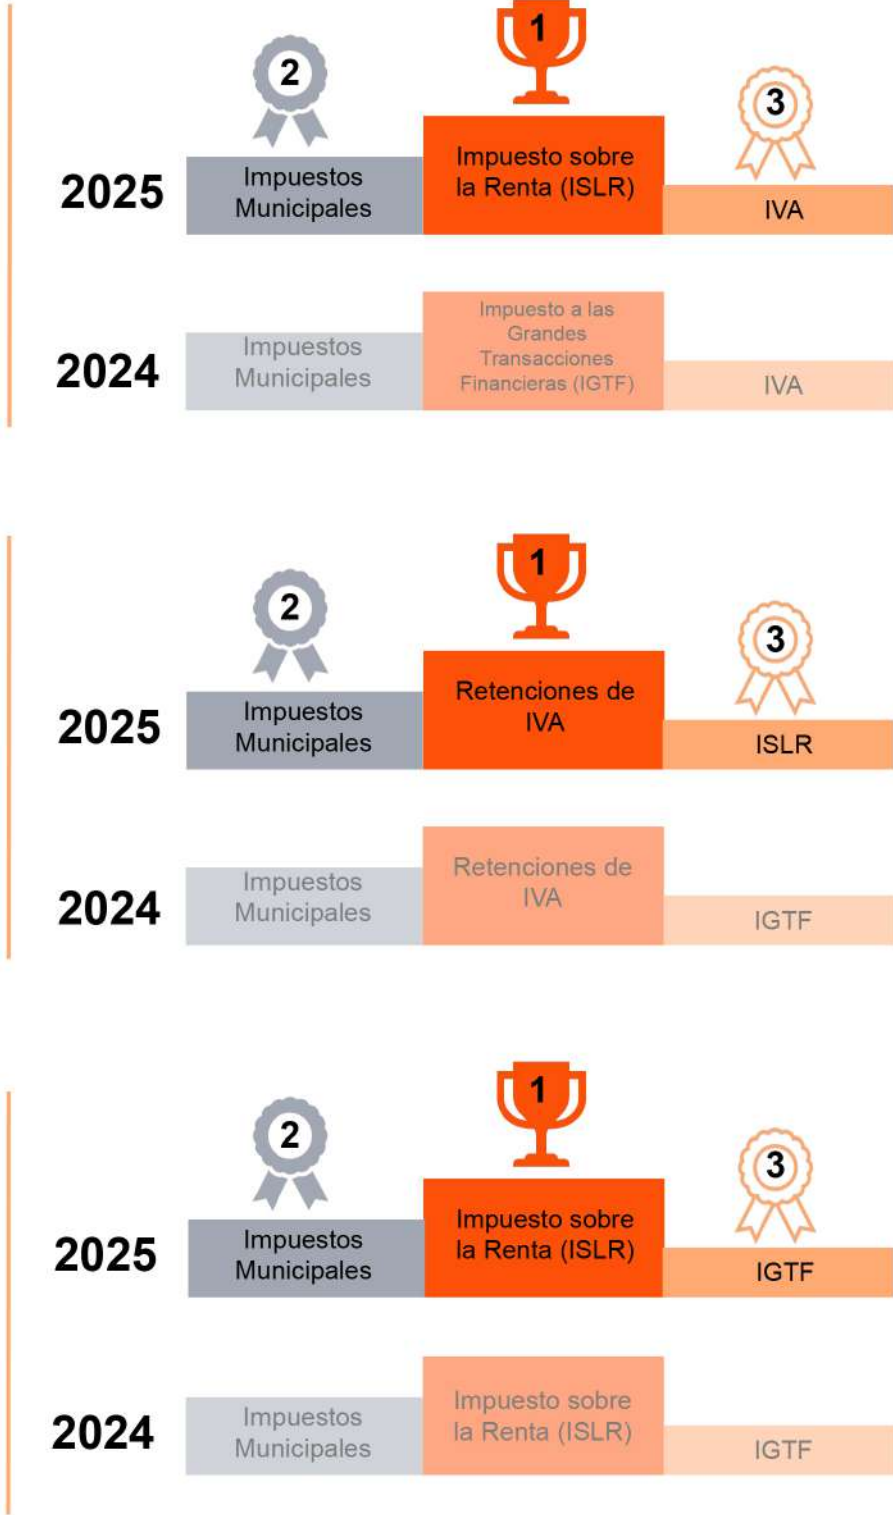 1
2
3
2025
Impuestos
Municipales
Impuesto sobre
la Renta (ISLR)
IVA
2024
Impuestos
Municipales
Impuesto a las
Grandes
Transacciones
Financieras (IGTF)
IVA
1
2
3
2025
Impuestos
Municipales
Retenciones de
IVA
ISLR
2024
Impuestos
Municipales
Retenciones de
IVA
IGTF
1
2
3
2025
Impuestos
Municipales
Impuesto sobre
la Renta (ISLR)
IGTF
2024
Impuestos
Municipales
Impuesto sobre
la Renta (ISLR)
IGTF